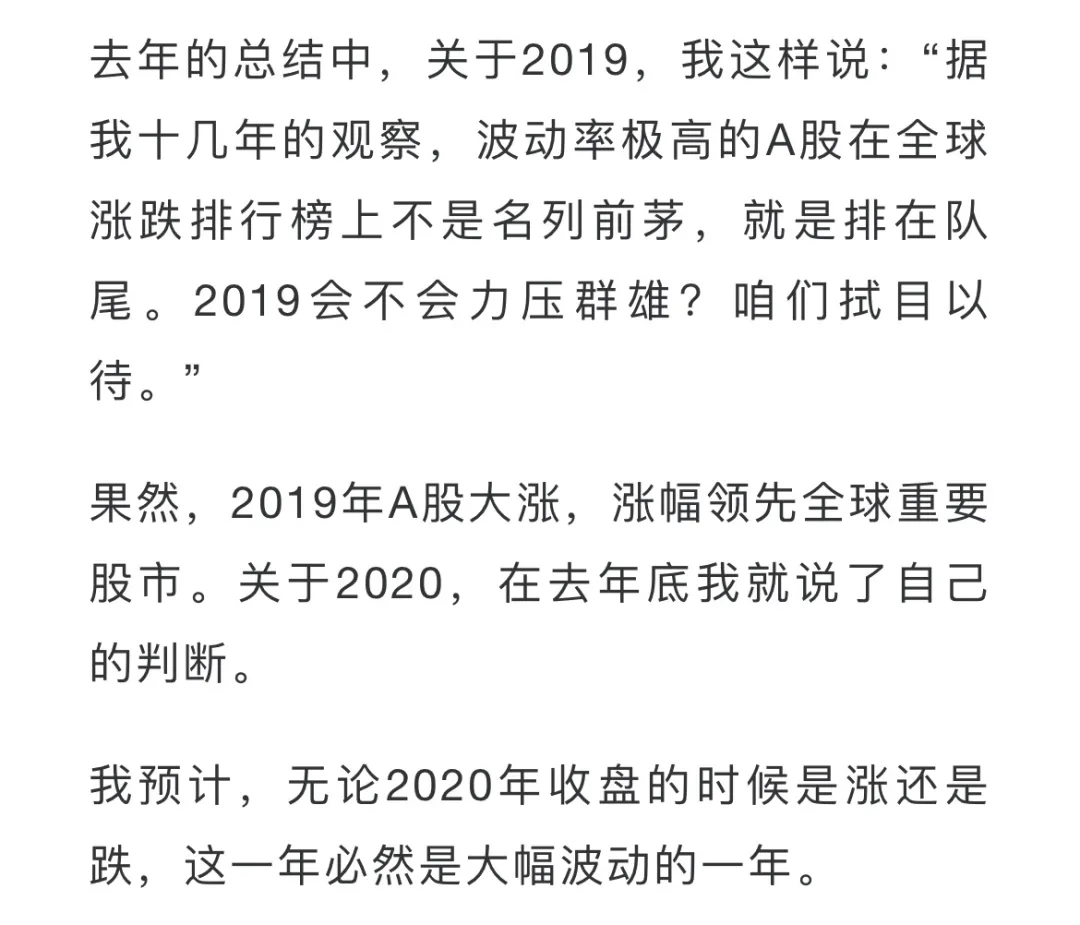 去年的总结中，关于2019，我这样说：“据
我十几年的观察，波动率极高的A股在全球
涨跌排行榜上不是名列前茅，就是排在队
尾。2019会不会力压群雄？咱们拭目以
待。”
果然，2019年A股大涨，涨幅领先全球重要
股市。关于2020，在去年底我就说了自己
的判断。
我预计，无论2020年收盘的时候是涨还是
跌，这一年必然是大幅波动的一年。